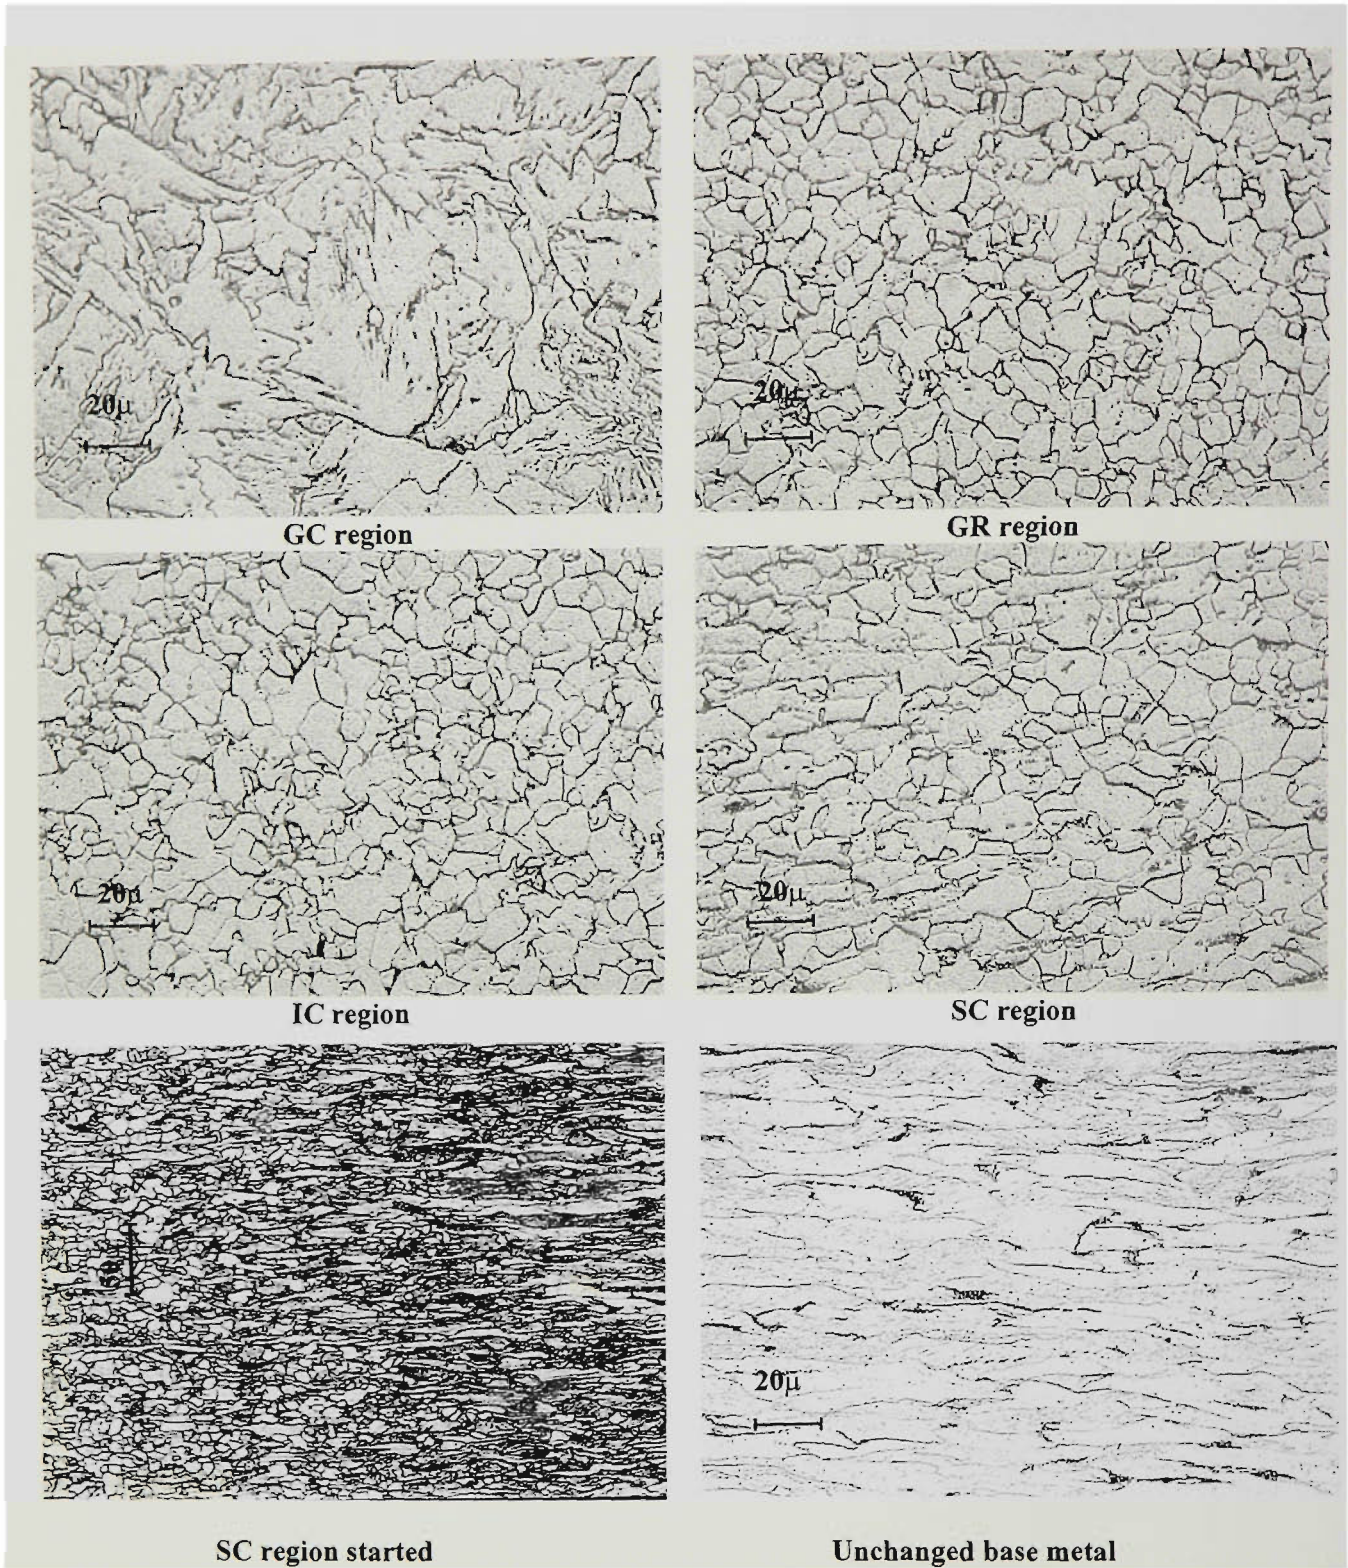 20μ
20μ
GC region
GR region
20μ
20μ
IC region
SC region
20μ
SC region started
Unchanged base metal